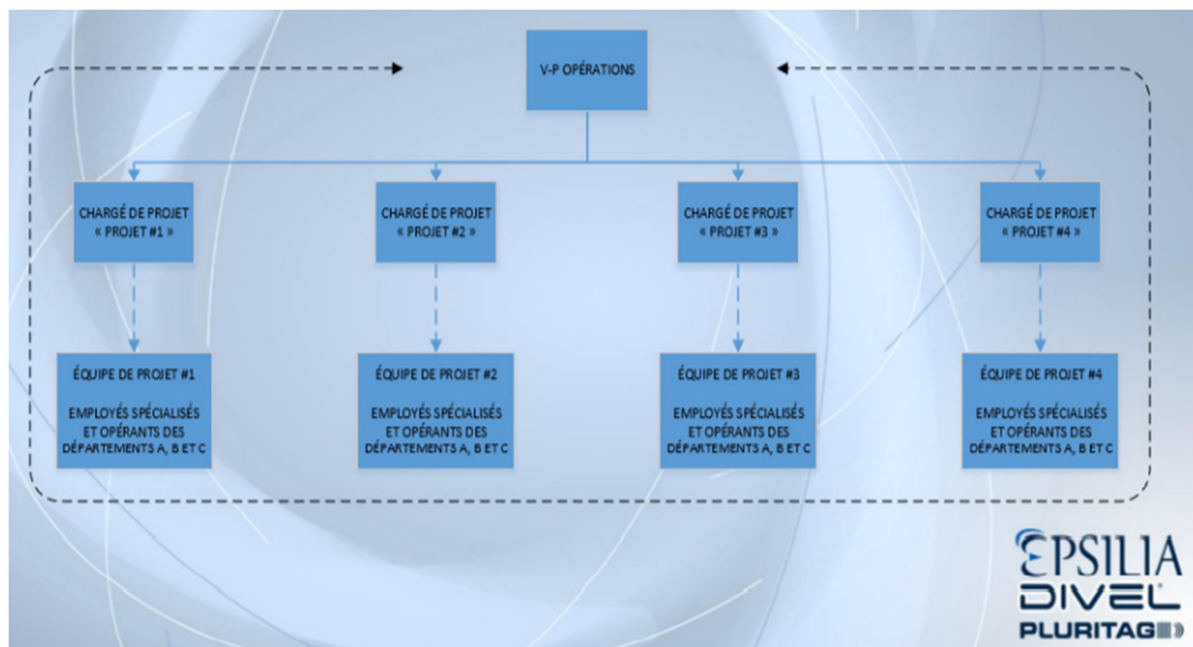 V-P OPÉRATIONS
CHARGÉ DE PROJET
« PROJET #1 »
CHARGÉ DE PROJET
« PROJET #2 »
CHARGÉ DE PROJET
« PROJET #3 »
CHARGÉ DE PROJET
« PROJET #4 »
ÉQUIPE DE PROJET #1
EMPLOYÉS SPÉCIALISÉS
ET OPÉRANTS DES
DÉPARTEMENTS A, B ET C
ÉQUIPE DE PROJET #2
EMPLOYÉS SPÉCIALISÉS
ET OPÉRANTS DES
DÉPARTEMENTS A, B ET C
ÉQUIPE DE PROJET #3
EMPLOYÉS SPÉCIALISÉS
ET OPÉRANTS DES
DÉPARTEMENTS A, B ET C
ÉQUIPE DE PROJET #4
EMPLOYÉS SPÉCIALISÉS
ET OPÉRANTS DES
DÉPARTEMENTS A, B ET C
EPSILIA
DIVEL
PLURITAG